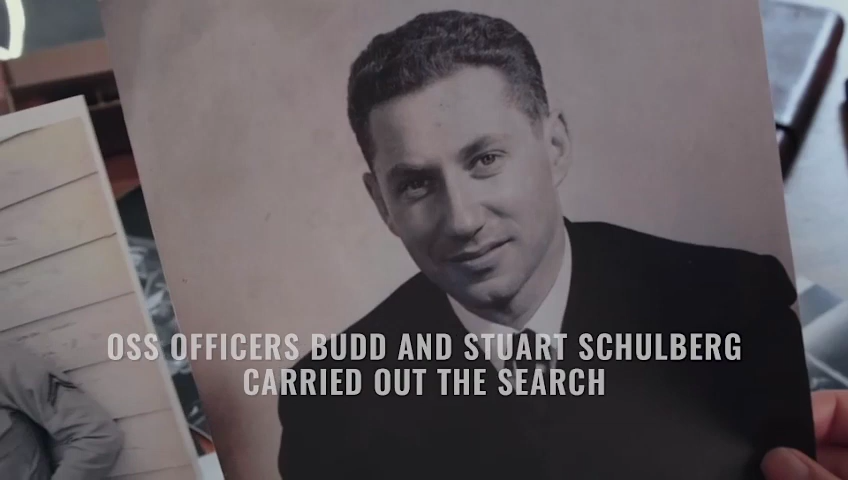 OSS OFFICERS BUDD AND STUART SCHULBERG
CARRIED OUT THE SEARCH